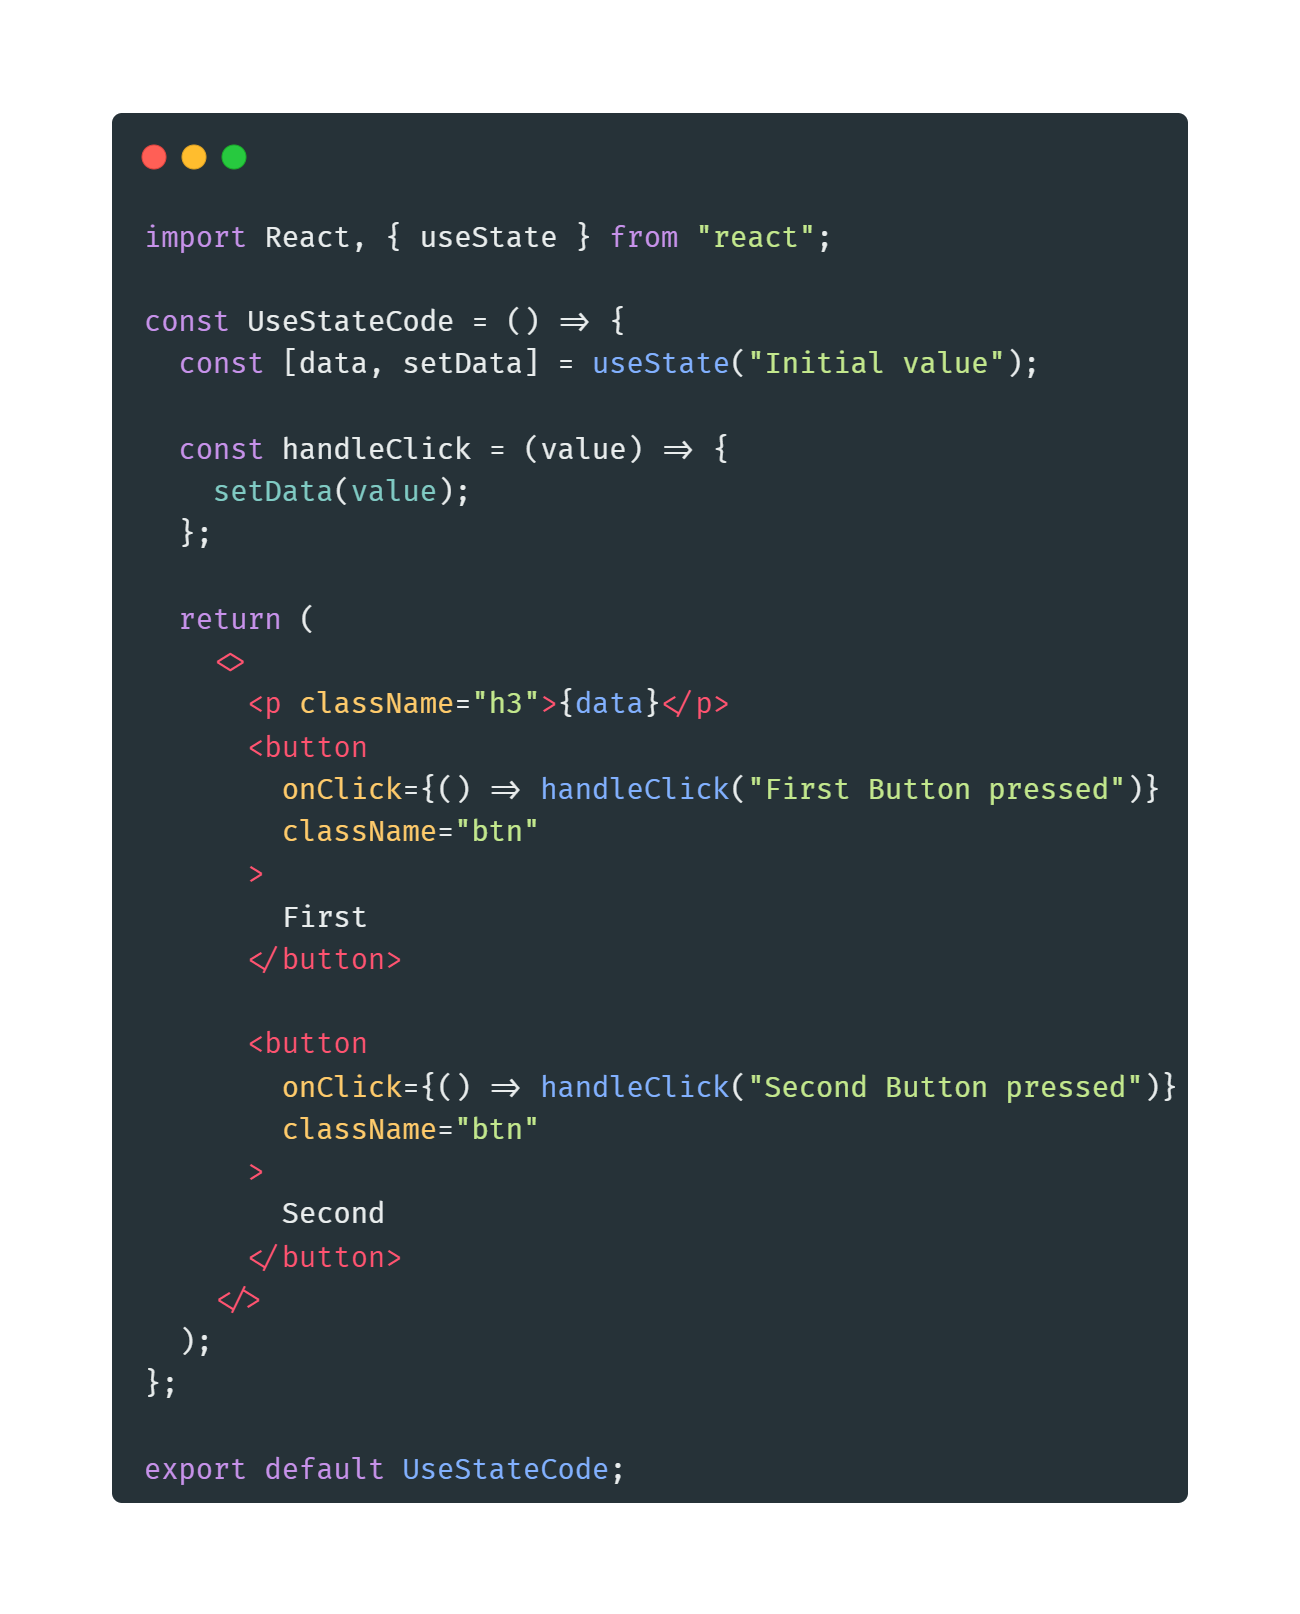 import React, { useState } from "react";

const UseStateCode = () => {
  const [data, setData] = useState("Initial value");

  const handleClick = (value) => {
    setData(value);
  };

  return (
    <>
      <p className="h3">{data}</p>
      <button
        onClick={() => handleClick("First Button pressed")}
        className="btn"
      >
        First
      </button>

      <button
        onClick={() => handleClick("Second Button pressed")}
        className="btn"
      >
        Second
      </button>
    </>
  );
};

export default UseStateCode;